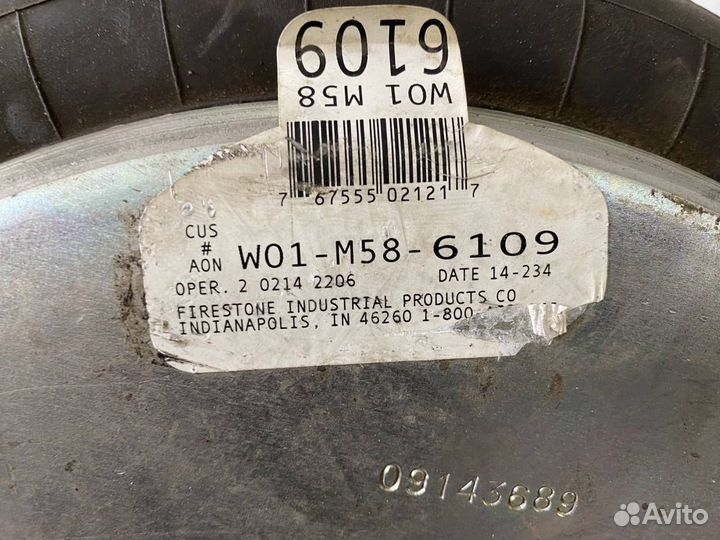 6109
W01 M58
7 67555 02121 7
CUS
#
AON W01-M58-6109
OPER. 2 0214 2206 DATE 14-234
FIRESTONE INDUSTRIAL PRODUCTS CO
INDIANAPOLIS, IN 46260 1-800
09143689
Avito